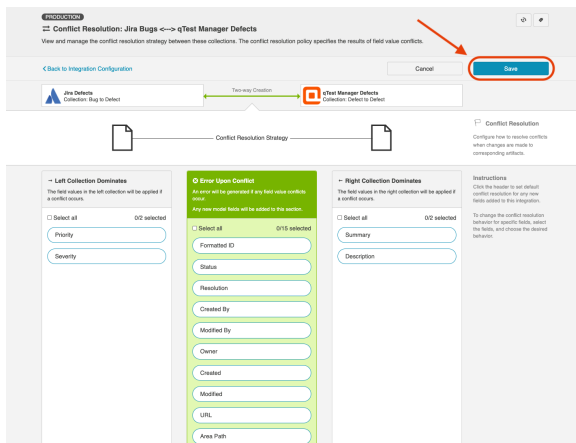 PRODUCTION
Conflict Resolution: Jira Bugs <---> qTest Manager Defects
View and manage the conflict resolution strategy between these collections. The conflict resolution policy specifies the results of field value conflicts.
Back to Integration Configuration
Cancel
Save
Jira Defects
Collection: Bug to Defect
Two-way Creation
qTest Manager Defects
Collection: Defect to Defect
Conflict Resolution Strategy
Conflict Resolution
Configure how to resolve conflicts
when changes are made to
corresponding artifacts.
Left Collection Dominates
The field values in the left collection will be applied if
a conflict occurs.
Select all 0/2 selected
Priority
Severity
Error Upon Conflict
An error will be generated if any field value conflicts
occur.
Any new model fields will be added to this section.
Select all 0/15 selected
Formatted ID
Status
Resolution
Created By
Modified By
Owner
Created
Modified
URL
Area Path
Right Collection Dominates
The field values in the right collection will be applied if
a conflict occurs.
Select all 0/2 selected
Summary
Description
Instructions
Click the header to set default
conflict resolution for any new
fields added to this integration.
To change the conflict resolution
behavior for specific fields, select
the fields, and choose the desired
behavior.